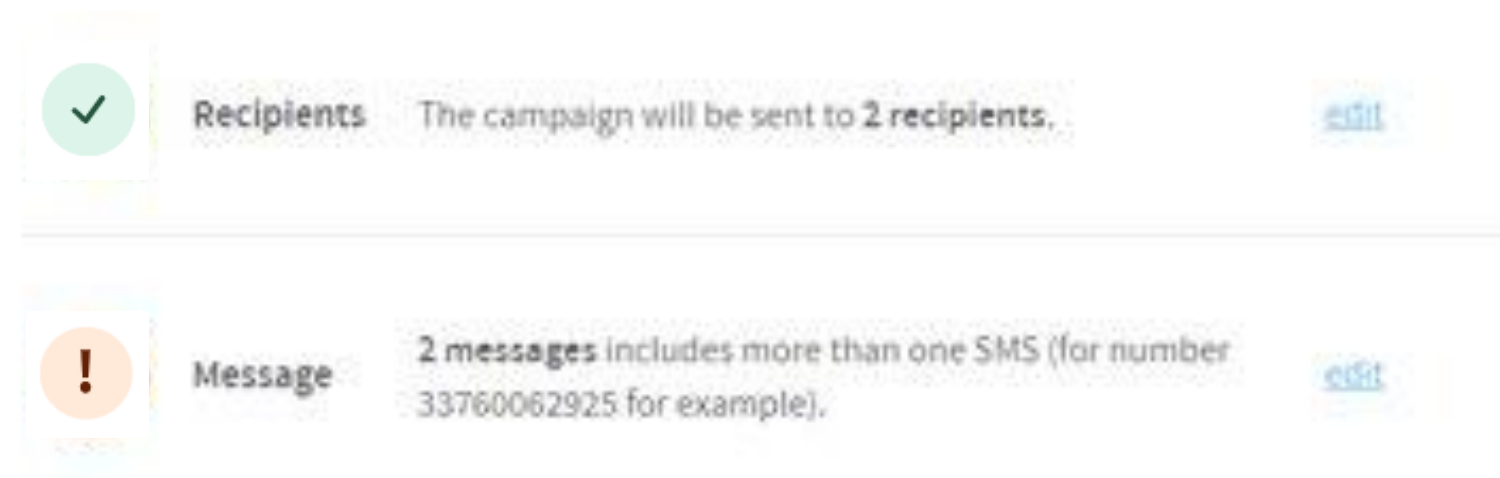 Recipients The campaign will be sent to 2 recipients. edit
2 messages includes more than one SMS (for number
Message edit
33760062925 for example).